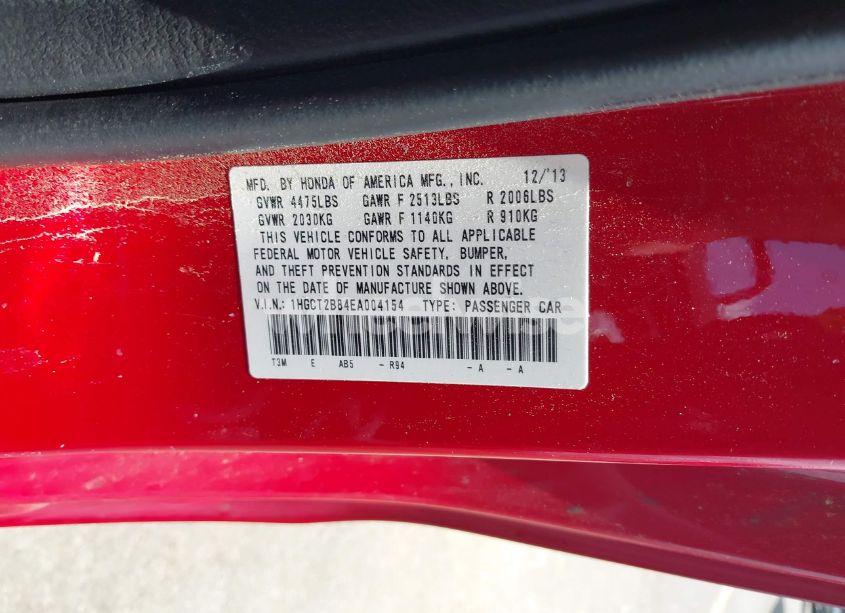 MFD. BY HONDA OF AMERICA MFG., INC. 12/'13
GVWR 4475LBS GAWR F 2513LBS R 2006LBS
GVWR 2030KG GAWR F 1140KG R 910KG
THIS VEHICLE CONFORMS TO ALL APPLICABLE
FEDERAL MOTOR VEHICLE SAFETY, BUMPER,
AND THEFT PREVENTION STANDARDS IN EFFECT
ON THE DATE OF MANUFACTURE SHOWN ABOVE.
V.I.N.: 1HGCT2B84EA004154 TYPE: PASSENGER CAR
T3M E AB5 - R94 - A - A